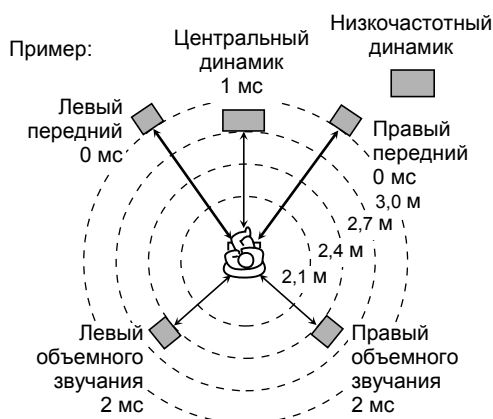 Пример:
Центральный
динамик
1 мс
Низкочастотный
динамик
Левый
передний
0 мс
Правый
передний
0 мс
3,0 м
2,7 м
2,4 м
2,1 м
Левый
объемного
звучания
2 мс
Правый
объемного
звучания
2 мс